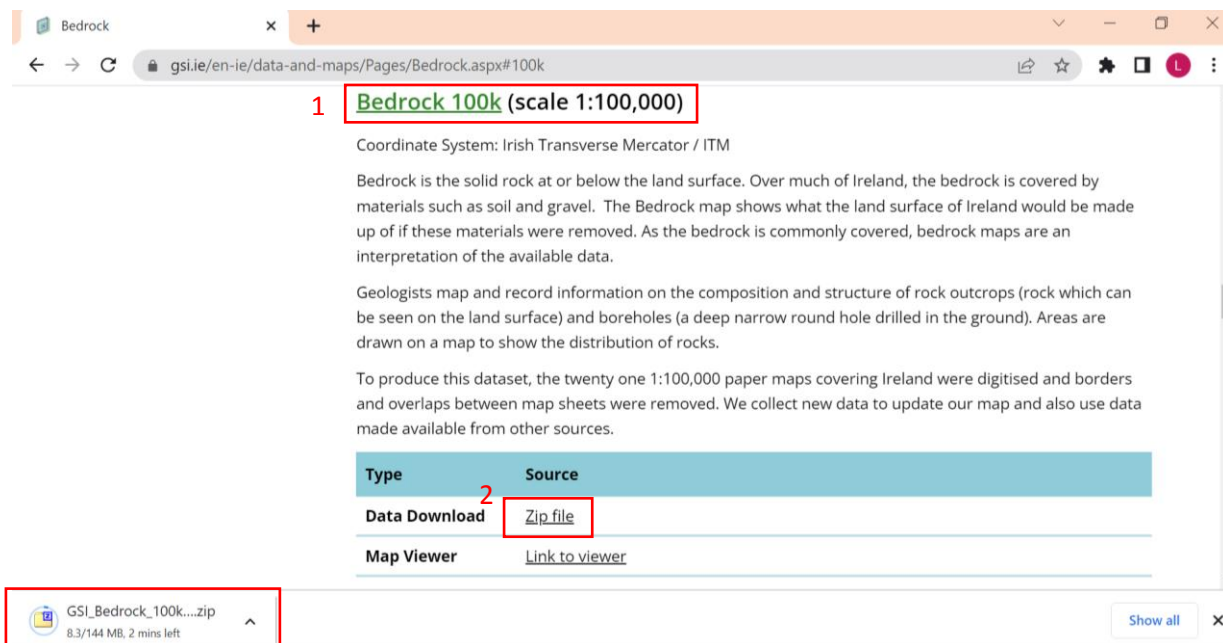 Bedrock
gsi.ie/en-ie/data-and-maps/Pages/Bedrock.aspx#100k
L
1
Bedrock 100k (scale 1:100,000)
Coordinate System: Irish Transverse Mercator / ITM
Bedrock is the solid rock at or below the land surface. Over much of Ireland, the bedrock is covered by
materials such as soil and gravel.  The Bedrock map shows what the land surface of Ireland would be made
up of if these materials were removed. As the bedrock is commonly covered, bedrock maps are an
interpretation of the available data.
Geologists map and record information on the composition and structure of rock outcrops (rock which can
be seen on the land surface) and boreholes (a deep narrow round hole drilled in the ground). Areas are
drawn on a map to show the distribution of rocks.
To produce this dataset, the twenty one 1:100,000 paper maps covering Ireland were digitised and borders
and overlaps between map sheets were removed. We collect new data to update our map and also use data
made available from other sources.
Type Source
2
Data Download Zip file
Map Viewer Link to viewer
GSI_Bedrock_100k....zip
8.3/144 MB, 2 mins left
Show all